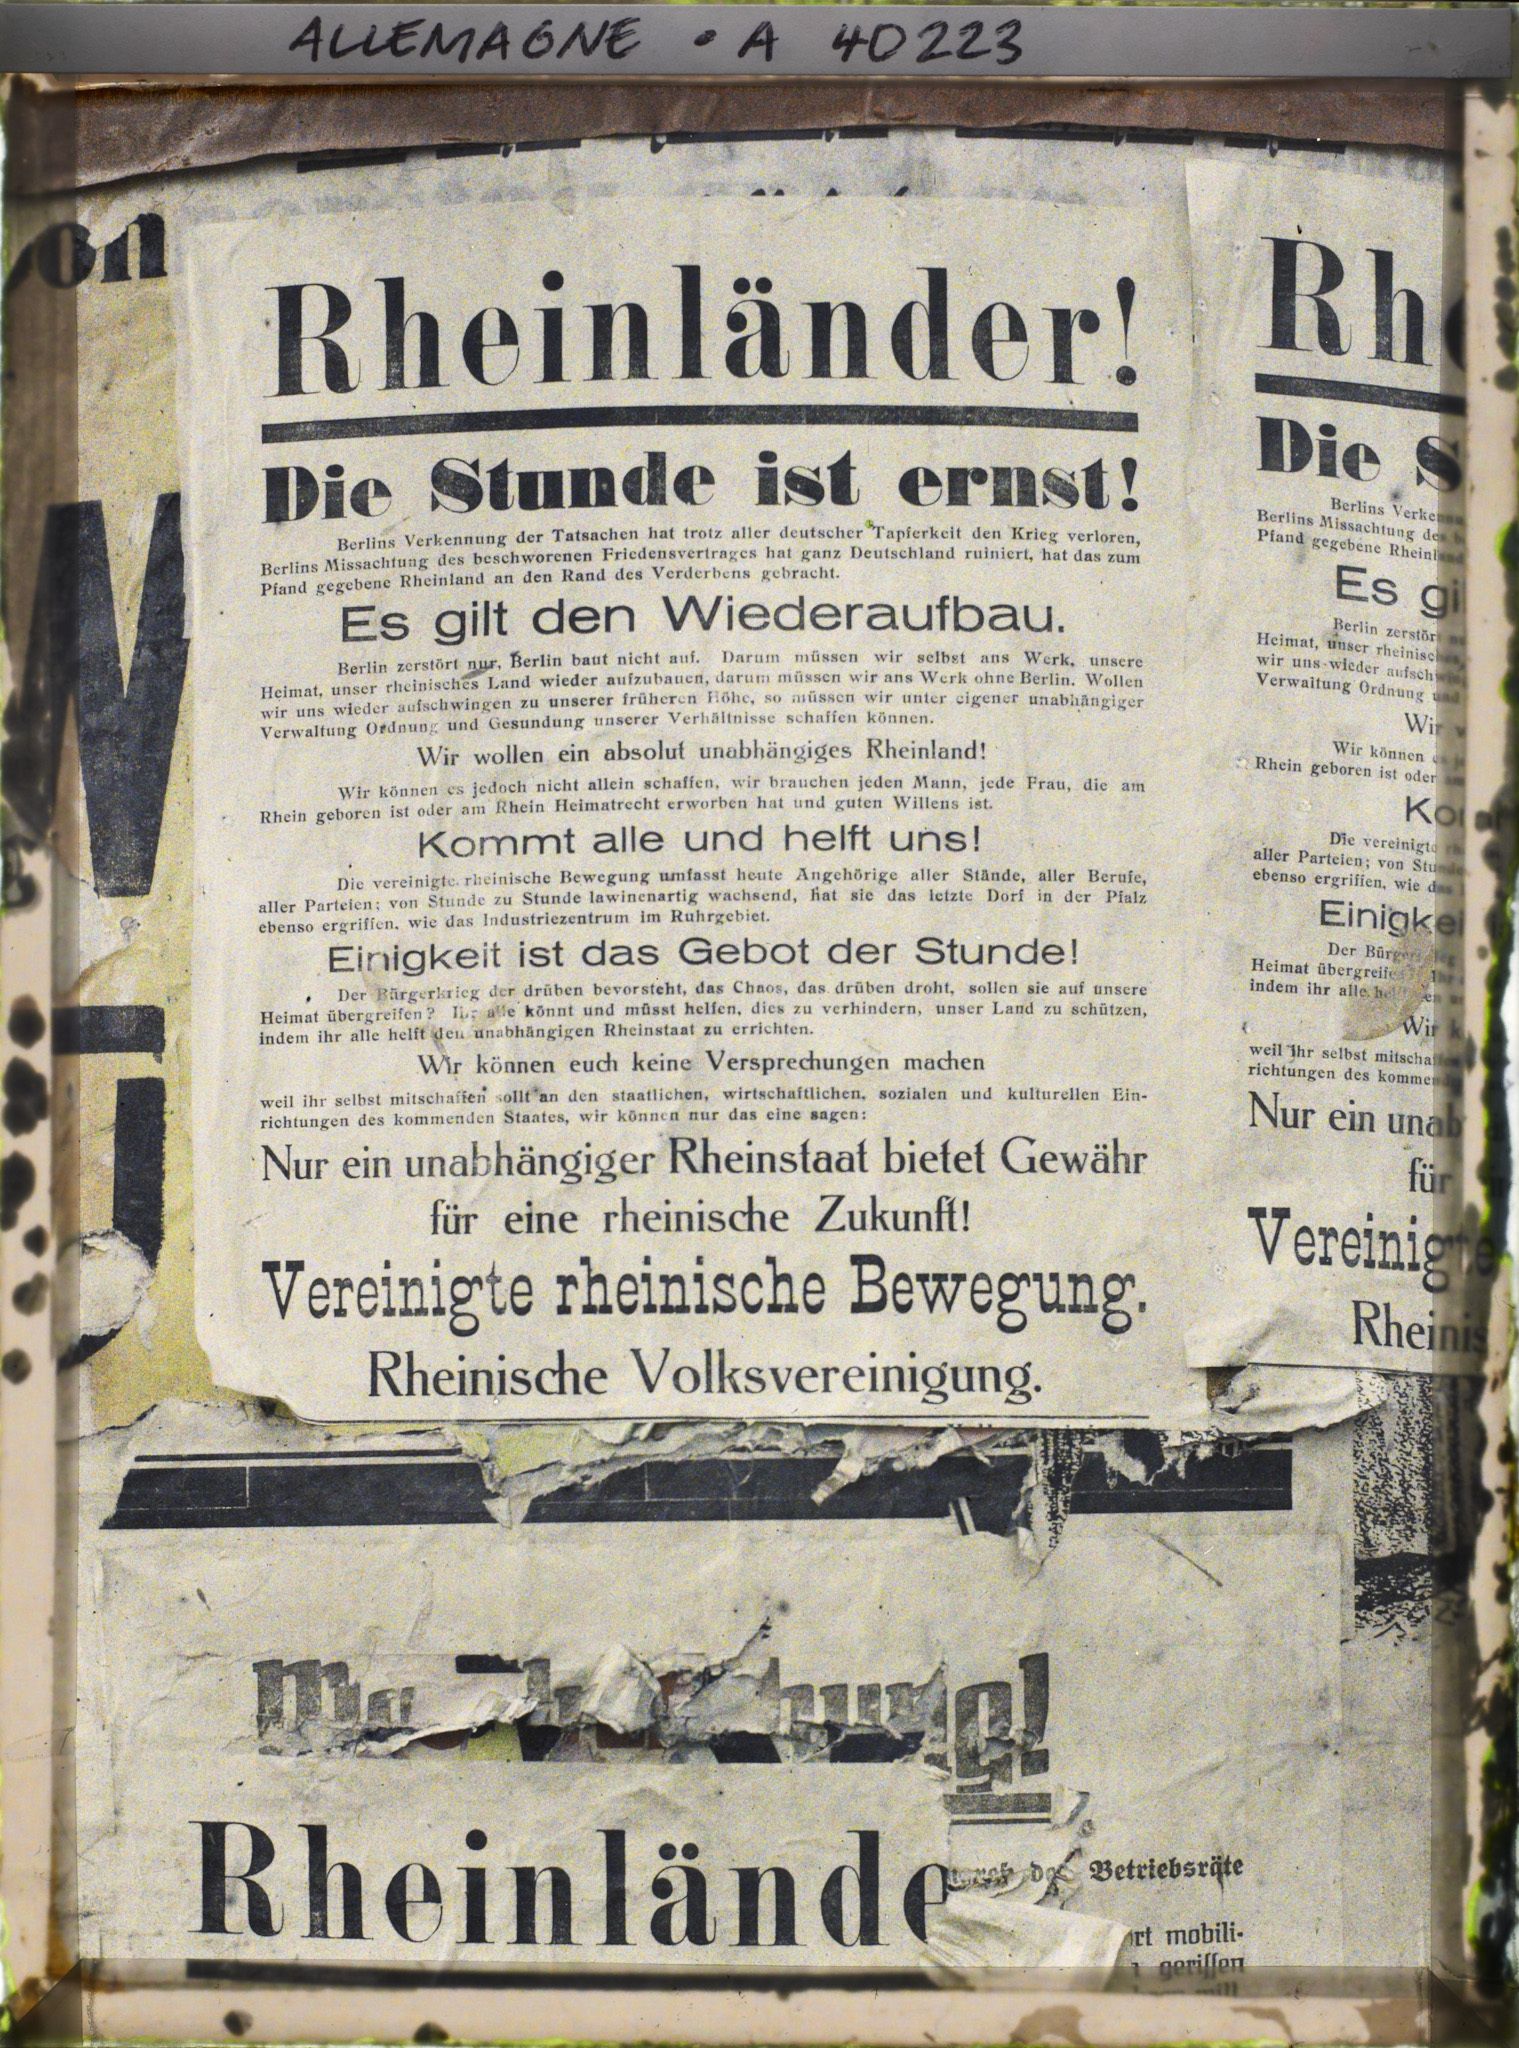 ALLEMAGNE • A 40223
on
Rheinländer!
Die Stunde ist ernst!
Berlins Verkennung der Tatsachen hat trotz aller deutscher Tapferkeit den Krieg verloren,
Berlins Missachtung des beschworenen Friedensvertrages hat ganz Deutschland ruiniert, hat das zum
Pfand gegebene Rheinland an den Rand des Verderbens gebracht.
Es gilt den Wiederaufbau.
Berlin zerstört nur, Berlin baut nicht auf. Darum müssen wir selbst ans Werk, unsere
Heimat, unser rheinisches Land wieder aufzubauen, darum müssen wir ans Werk ohne Berlin. Wollen
wir uns wieder aufschwingen zu unserer früheren Höhe, so müssen wir unter eigener unabhängiger
Verwaltung Ordnung und Gesundung unserer Verhältnisse schaffen können.
Wir wollen ein absolut unabhängiges Rheinland!
Wir können es jedoch nicht allein schaffen, wir brauchen jeden Mann, jede Frau, die am
Rhein geboren ist oder am Rhein Heimatrecht erworben hat und guten Willens ist.
Kommt alle und helft uns!
Die vereinigte rheinische Bewegung umfasst heute Angehörige aller Stände, aller Berufe,
aller Parteien; von Stunde zu Stunde lawinenartig wachsend, hat sie das letzte Dorf in der Pfalz
ebenso ergriffen, wie das Industriezentrum im Ruhrgebiet.
Einigkeit ist das Gebot der Stunde!
Der Bürgerkrieg der drüben bevorsteht, das Chaos, das drüben droht, sollen sie auf unsere
Heimat übergreifen? Ihr alle könnt und müsst helfen, dies zu verhindern, unser Land zu schützen,
indem ihr alle helft den unabhängigen Rheinstaat zu errichten.
Wir können euch keine Versprechungen machen
weil ihr selbst mitschaffen sollt an den staatlichen, wirtschaftlichen, sozialen und kulturellen Ein-
richtungen des kommenden Staates, wir können nur das eine sagen:
Nur ein unabhängiger Rheinstaat bietet Gewähr
für eine rheinische Zukunft!
Vereinigte rheinische Bewegung.
Rheinische Volksvereinigung.
Rh
Die S
Berlins Verken
Berlins Missachtung des
Pfand gegebene Rheinl
Es gi
Berlin zerstört
Heimat, unser rheinisc
wir uns wieder aufsch
Verwaltung Ordnung
Wir
Wir können
Rhein geboren ist oder
Ko
Die vereinigte
aller Parteien; von Stun
ebenso ergriffen, wie d
Einigkei
Der Bürge
Heimat übergreife
indem ihr alle
Wir k
weil ihr selbst mitscha
richtungen des kommen
Nur ein unab
für
Vereinigte
Rheinis
Rheinlände
Betriebsräte
mobili-
gerissen